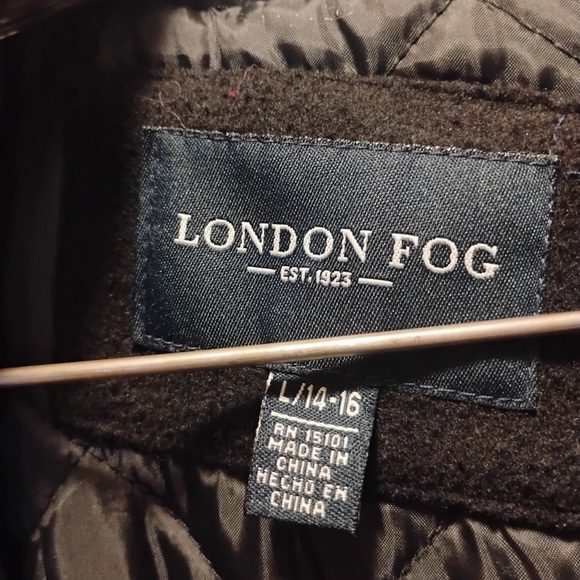 LONDON FOG
EST. 1923
L/14-16
RN 15101
MADE IN
CHINA
HECHO EN
CHINA